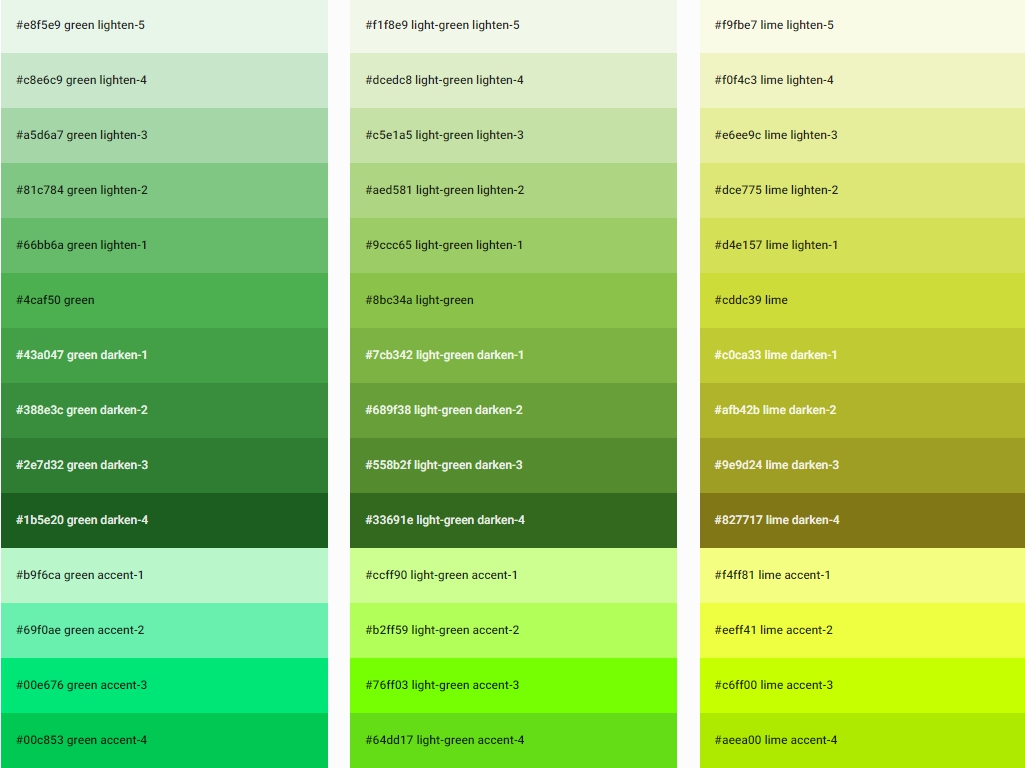 #e8f5e9 green lighten-5
#c8e6c9 green lighten-4
#a5d6a7 green lighten-3
#81c784 green lighten-2
#66bb6a green lighten-1
#4caf50 green
#43a047 green darken-1
#388e3c green darken-2
#2e7d32 green darken-3
#1b5e20 green darken-4
#b9f6ca green accent-1
#69f0ae green accent-2
#00e676 green accent-3
#00c853 green accent-4
#f1f8e9 light-green lighten-5
#dcedc8 light-green lighten-4
#c5e1a5 light-green lighten-3
#aed581 light-green lighten-2
#9ccc65 light-green lighten-1
#8bc34a light-green
#7cb342 light-green darken-1
#689f38 light-green darken-2
#558b2f light-green darken-3
#33691e light-green darken-4
#ccff90 light-green accent-1
#b2ff59 light-green accent-2
#76ff03 light-green accent-3
#64dd17 light-green accent-4
#f9fbe7 lime lighten-5
#f0f4c3 lime lighten-4
#e6ee9c lime lighten-3
#dce775 lime lighten-2
#d4e157 lime lighten-1
#cddc39 lime
#c0ca33 lime darken-1
#afb42b lime darken-2
#9e9d24 lime darken-3
#827717 lime darken-4
#f4ff81 lime accent-1
#eeff41 lime accent-2
#c6ff00 lime accent-3
#aeea00 lime accent-4